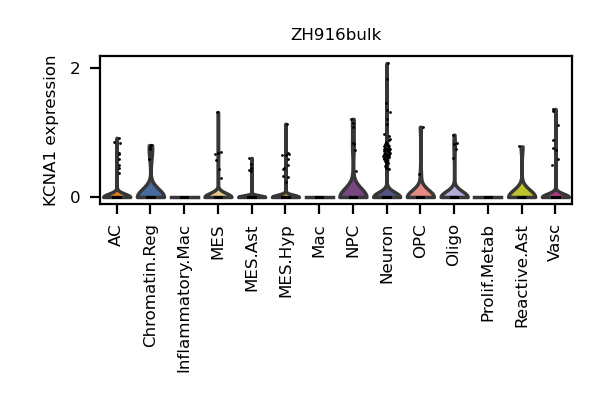 ZH916bulk
KCNA1 expression
2
0
AC
Chromatin.Reg
Inflammatory.Mac
MES
MES.Ast
MES.Hyp
Mac
NPC
Neuron
OPC
Oligo
Prolif.Metab
Reactive.Ast
Vasc